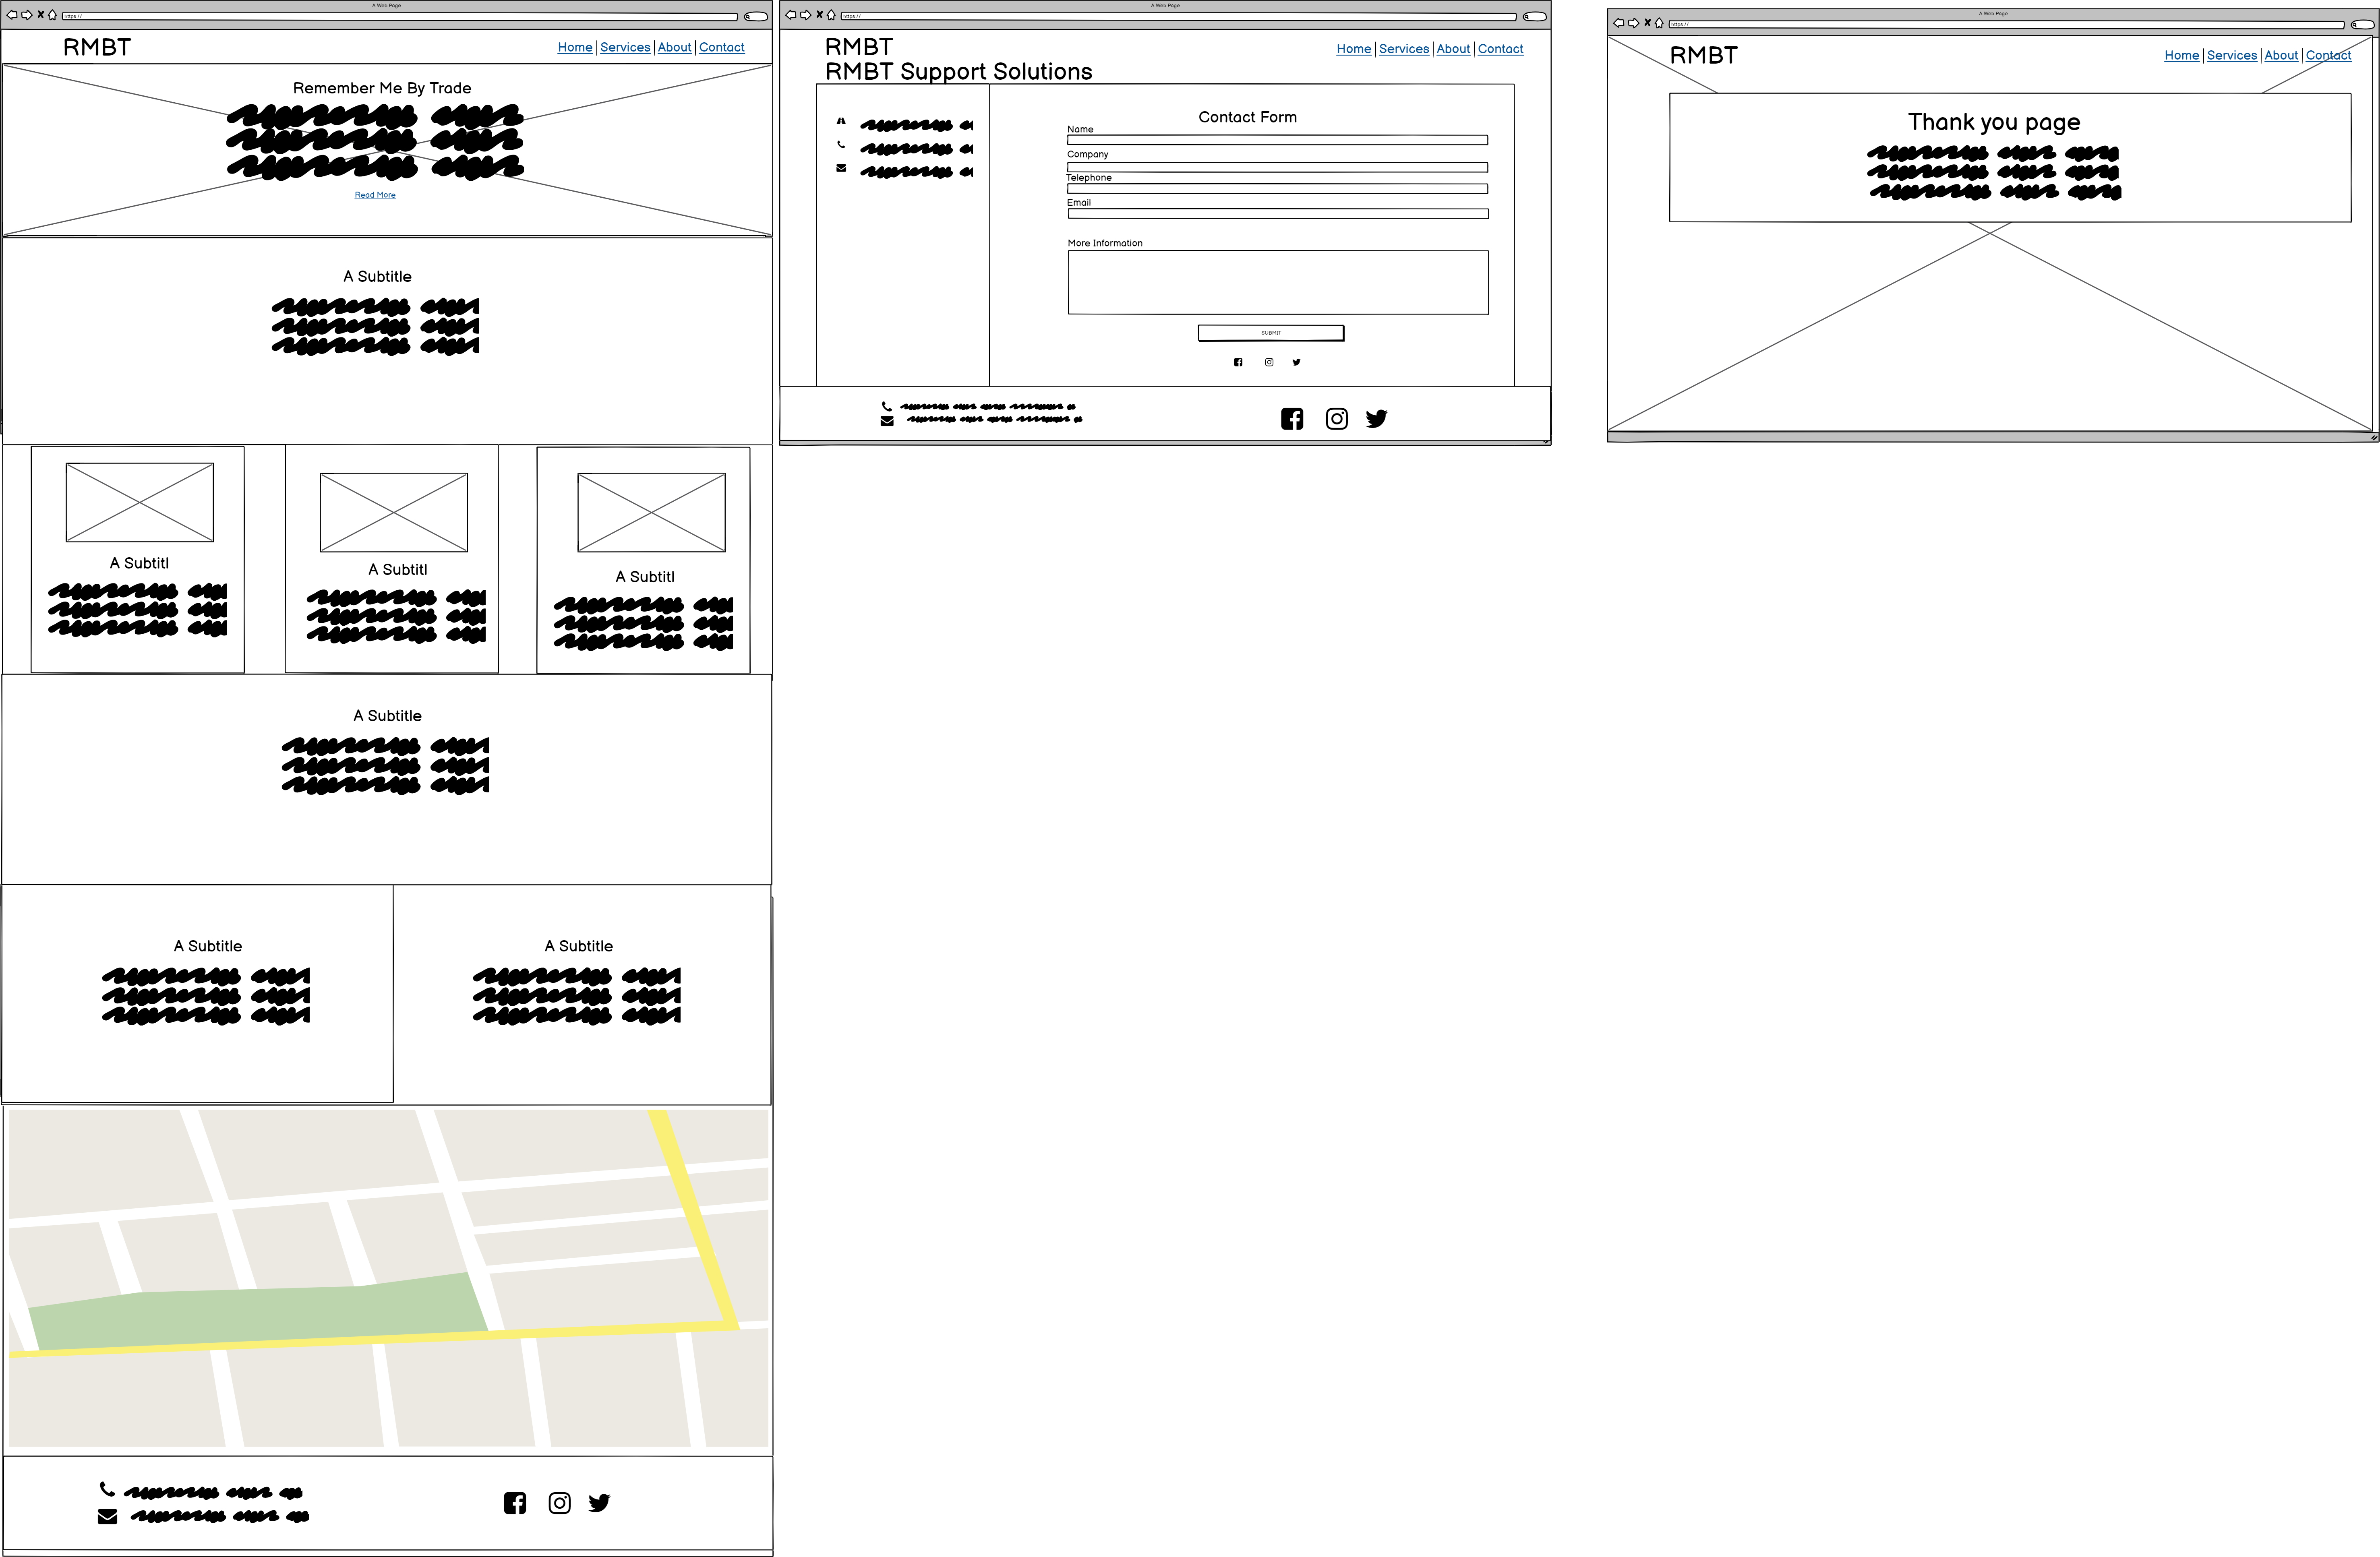 A Web Page
https://
RMBT
Home Services About Contact
Remember Me By Trade
Read More
A Subtitle
A Subtitl
A Subtitl
A Subtitl
A Subtitle
A Subtitle
A Subtitle
A Web Page
https://
RMBT
Home Services About Contact
RMBT Support Solutions
Contact Form
Name
Company
Telephone
Email
More Information
SUBMIT
A Web Page
https://
RMBT
Home Services About Contact
Thank you page